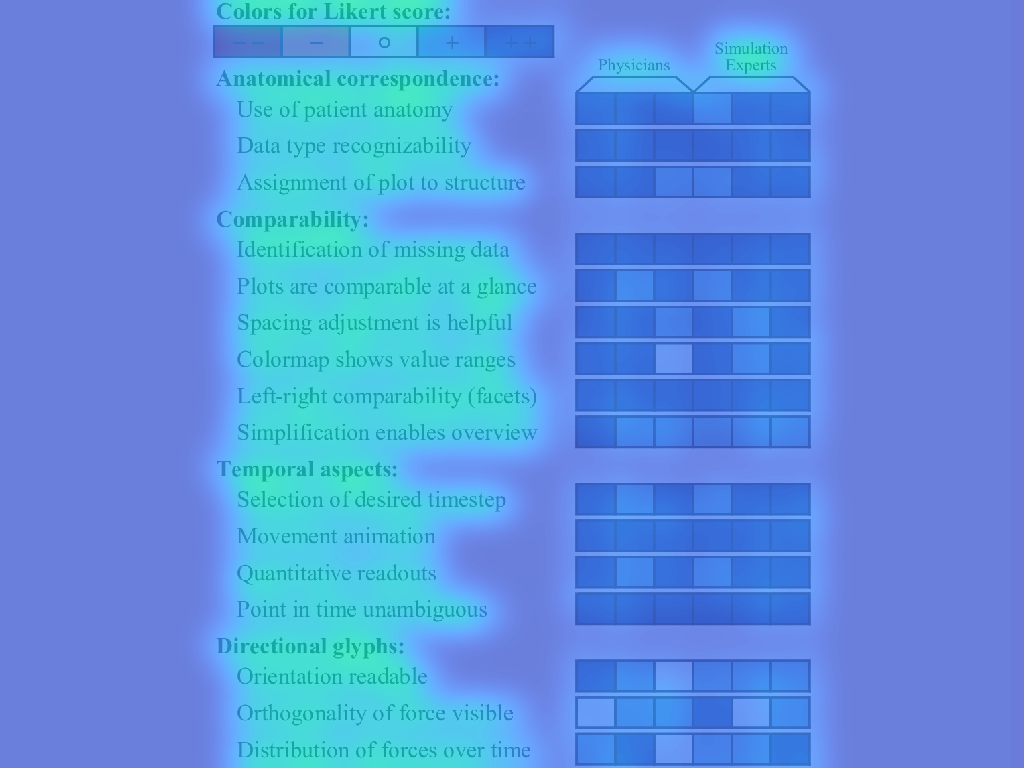 Colors for Likert score:
− − − o + + +
Simulation
Physicians Experts
Anatomical correspondence:
Use of patient anatomy
Data type recognizability
Assignment of plot to structure
Comparability:
Identification of missing data
Plots are comparable at a glance
Spacing adjustment is helpful
Colormap shows value ranges
Left-right comparability (facets)
Simplification enables overview
Temporal aspects:
Selection of desired timestep
Movement animation
Quantitative readouts
Point in time unambiguous
Directional glyphs:
Orientation readable
Orthogonality of force visible
Distribution of forces over time